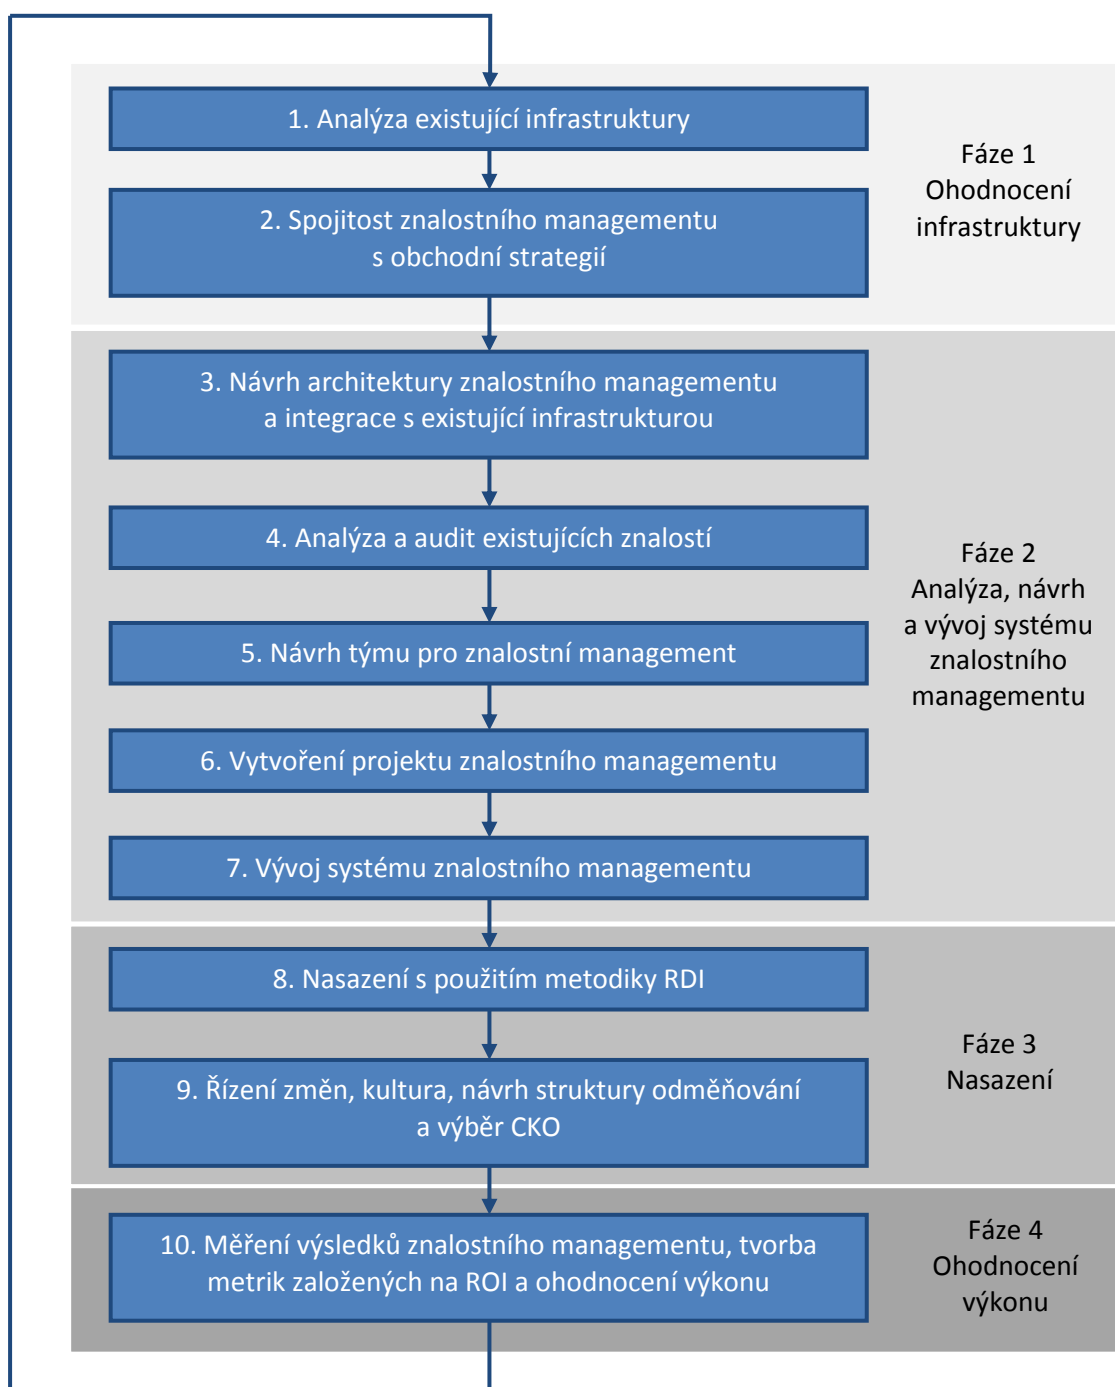 1. Analýza existující infrastruktury
2. Spojitost znalostního managementu
s obchodní strategií
Fáze 1
Ohodnocení
infrastruktury
3. Návrh architektury znalostního managementu
a integrace s existující infrastrukturou
4. Analýza a audit existujících znalostí
5. Návrh týmu pro znalostní management
6. Vytvoření projektu znalostního managementu
7. Vývoj systému znalostního managementu
Fáze 2
Analýza, návrh
a vývoj systému
znalostního
managementu
8. Nasazení s použitím metodiky RDI
9. Řízení změn, kultura, návrh struktury odměňování
a výběr CKO
Fáze 3
Nasazení
10. Měření výsledků znalostního managementu, tvorba
metrik založených na ROI a ohodnocení výkonu
Fáze 4
Ohodnocení
výkonu